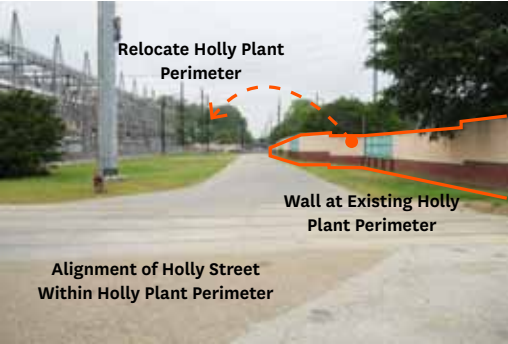 Relocate Holly Plant
Perimeter
Wall at Existing Holly
Plant Perimeter
Alignment of Holly Street
Within Holly Plant Perimeter